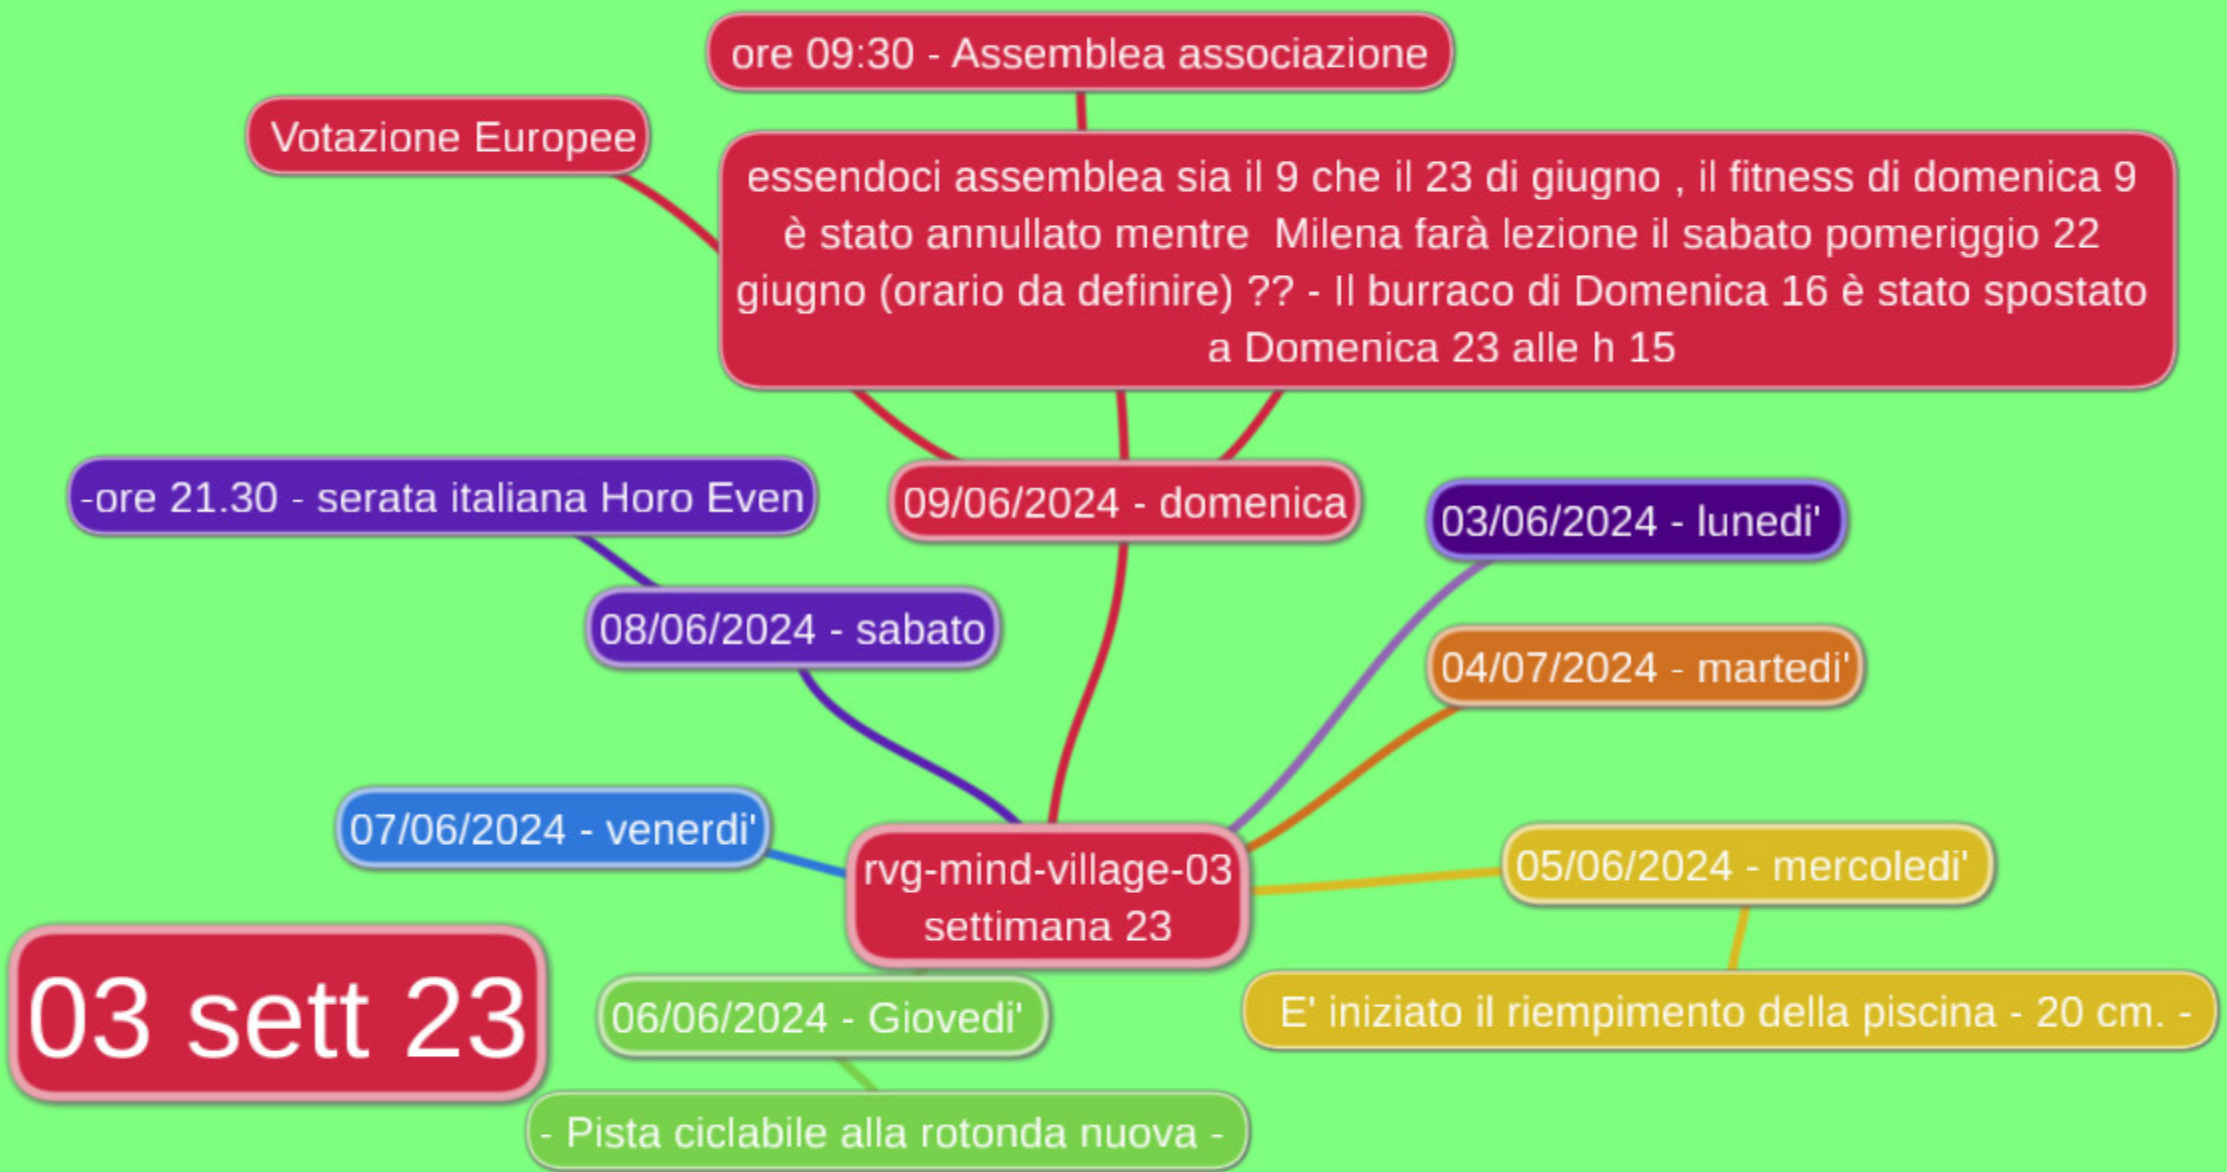 ore 09:30 - Assemblea associazione
Votazione Europee
essendoci assemblea sia il 9 che il 23 di giugno , il fitness di domenica 9
è stato annullato mentre  Milena farà lezione il sabato pomeriggio 22
giugno (orario da definire) ?? - Il burraco di Domenica 16 è stato spostato
a Domenica 23 alle h 15
-ore 21.30 - serata italiana Horo Even
09/06/2024 - domenica
03/06/2024 - lunedi'
08/06/2024 - sabato
04/07/2024 - martedi'
07/06/2024 - venerdi'
rvg-mind-village-03
settimana 23
05/06/2024 - mercoledi'
03 sett 23
06/06/2024 - Giovedi'
E' iniziato il riempimento della piscina - 20 cm. -
- Pista ciclabile alla rotonda nuova -